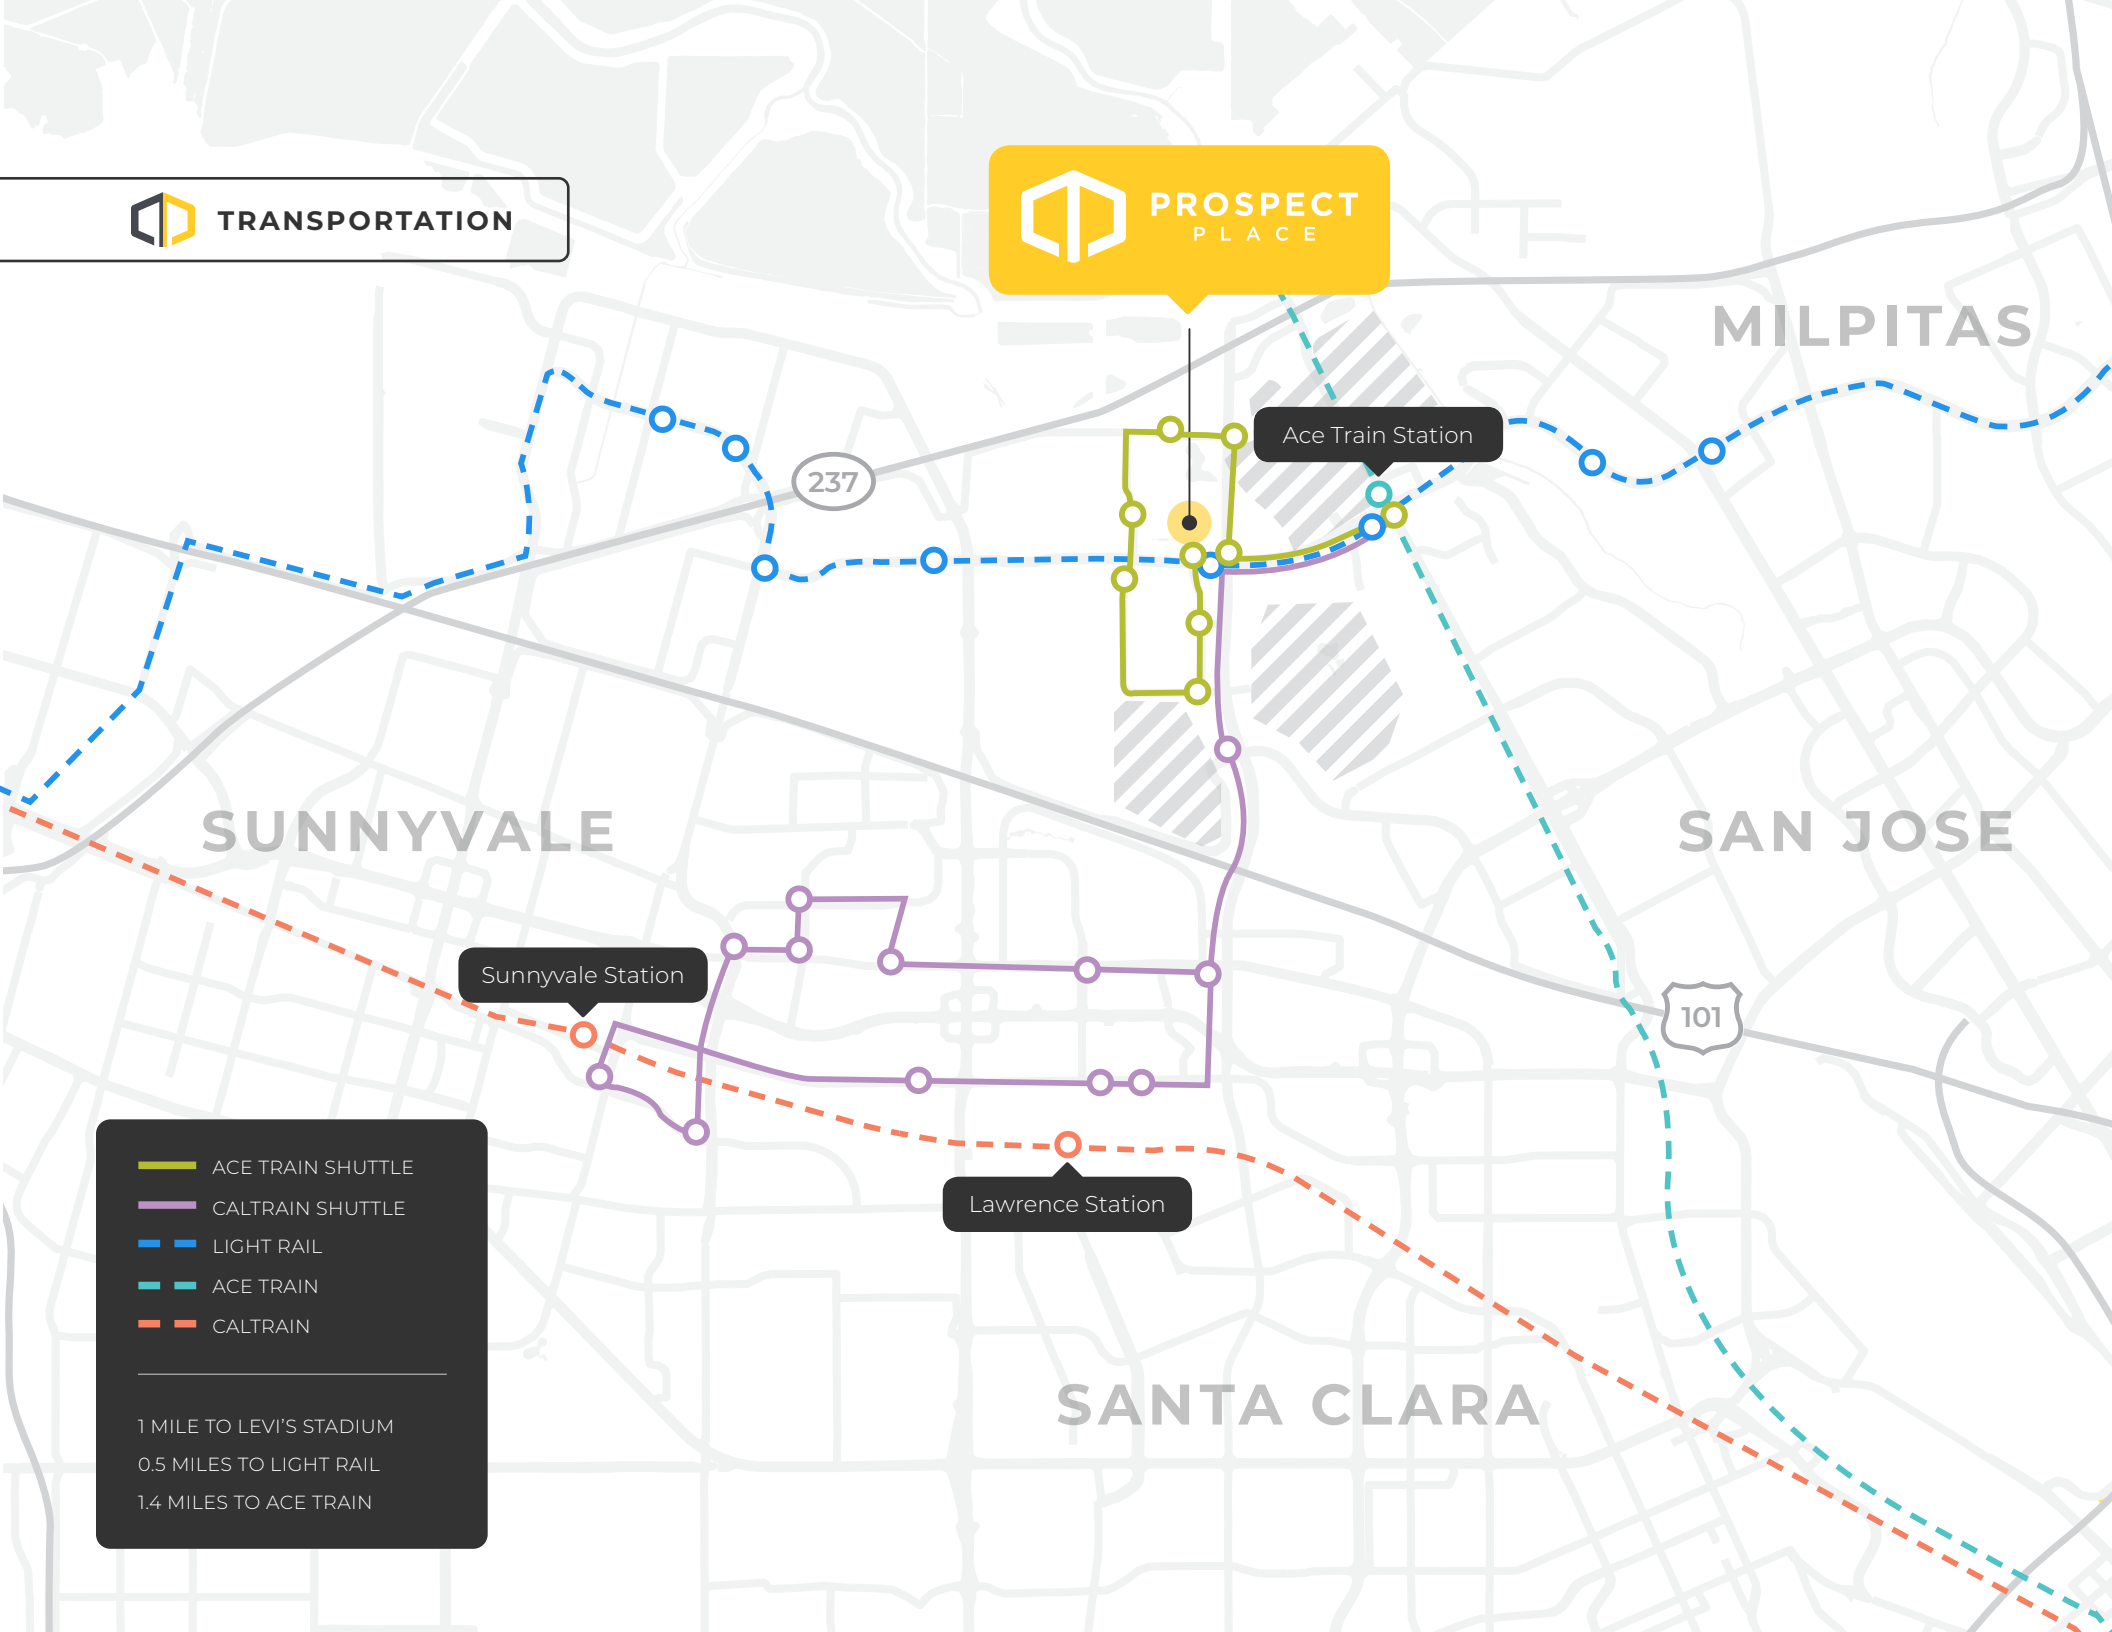 TRANSPORTATION
PROSPECT
PLACE
MILPITAS
Ace Train Station
237
SUNNYVALE
SAN JOSE
Sunnyvale Station
101
Lawrence Station
SANTA CLARA
ACE TRAIN SHUTTLE
CALTRAIN SHUTTLE
LIGHT RAIL
ACE TRAIN
CALTRAIN
1 MILE TO LEVI'S STADIUM
0.5 MILES TO LIGHT RAIL
1.4 MILES TO ACE TRAIN